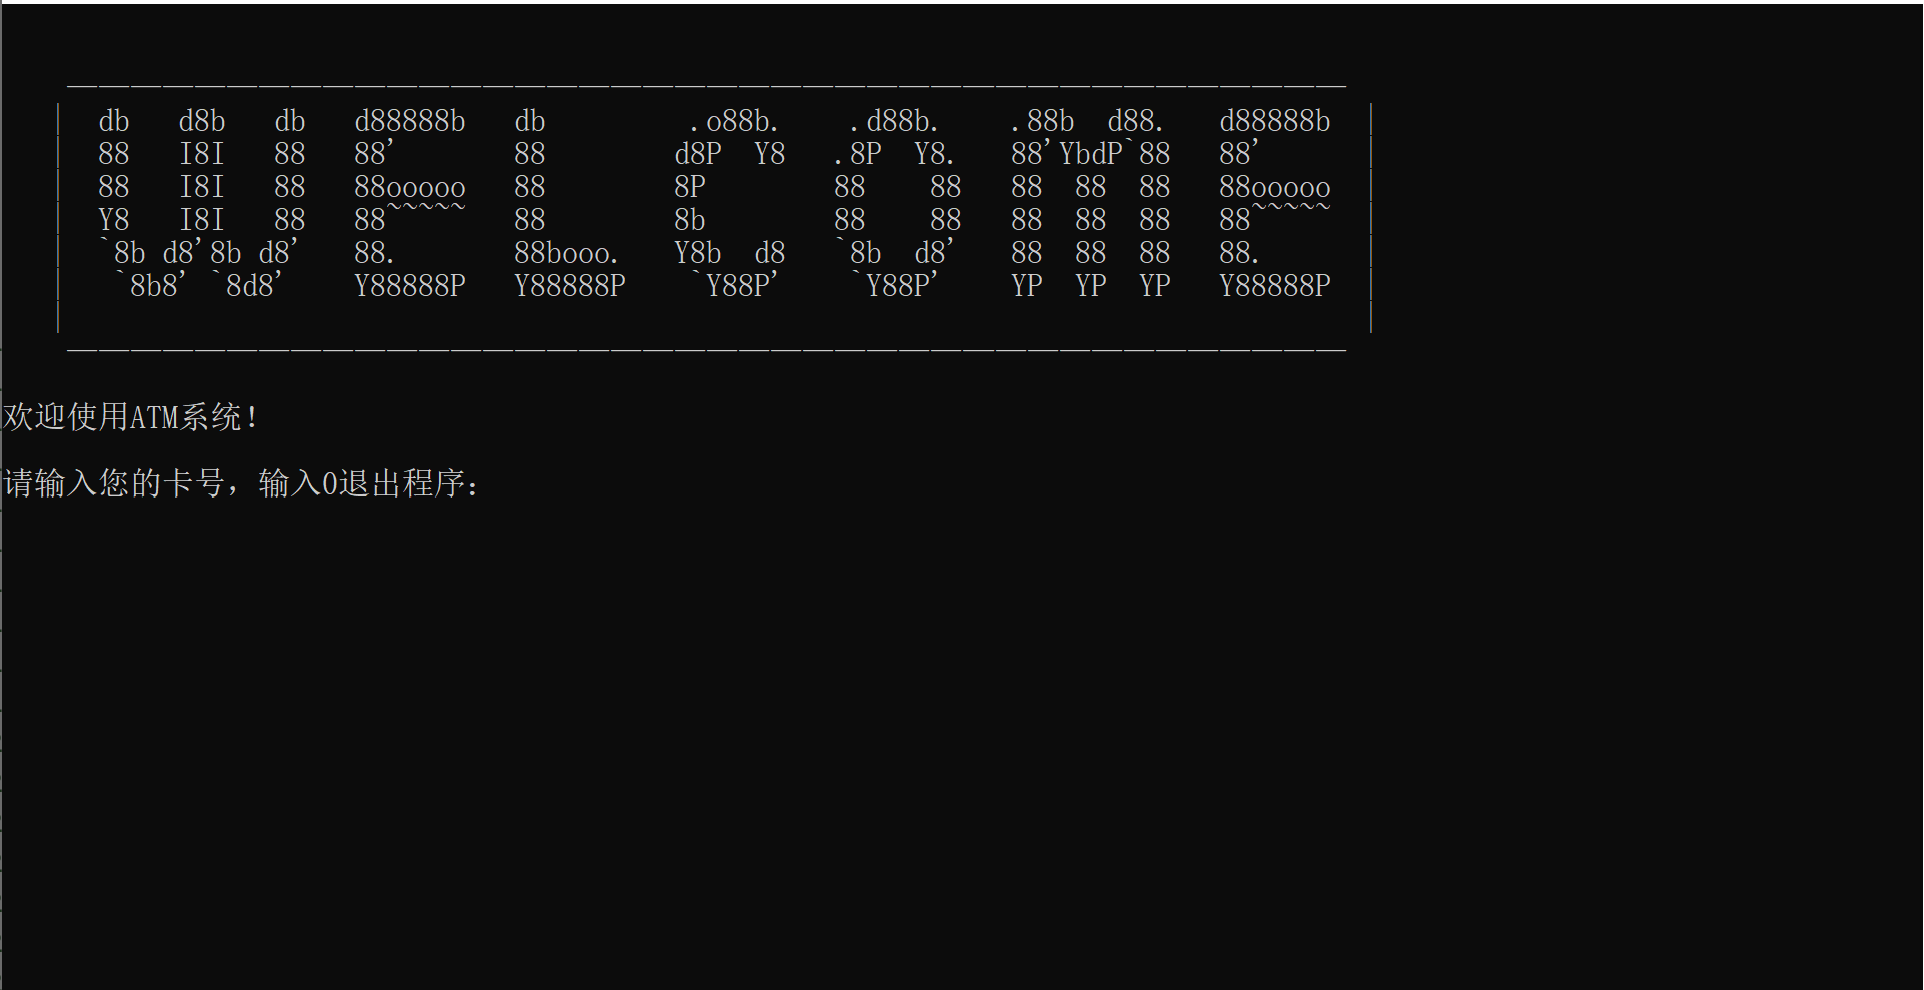 ————————————————————————————————————————
|  db   d8b   db   d88888b   db         .o88b.    .d88b.    .88b  d88.   d88888b  |
|  88   I8I   88   88'       88        d8P  Y8   .8P  Y8.   88'YbdP`88   88'      |
|  88   I8I   88   88ooooo   88        8P        88    88   88  88  88   88ooooo  |
|  Y8   I8I   88   88~~~~~   88        8b        88    88   88  88  88   88~~~~~  |
|  `8b d8'8b d8'   88.       88booo.   Y8b  d8   `8b  d8'   88  88  88   88.      |
|   `8b8' `8d8'    Y88888P   Y88888P    `Y88P'    `Y88P'    YP  YP  YP   Y88888P  |
|                                                                                 |
————————————————————————————————————————
欢迎使用ATM系统！
请输入您的卡号，输入0退出程序：